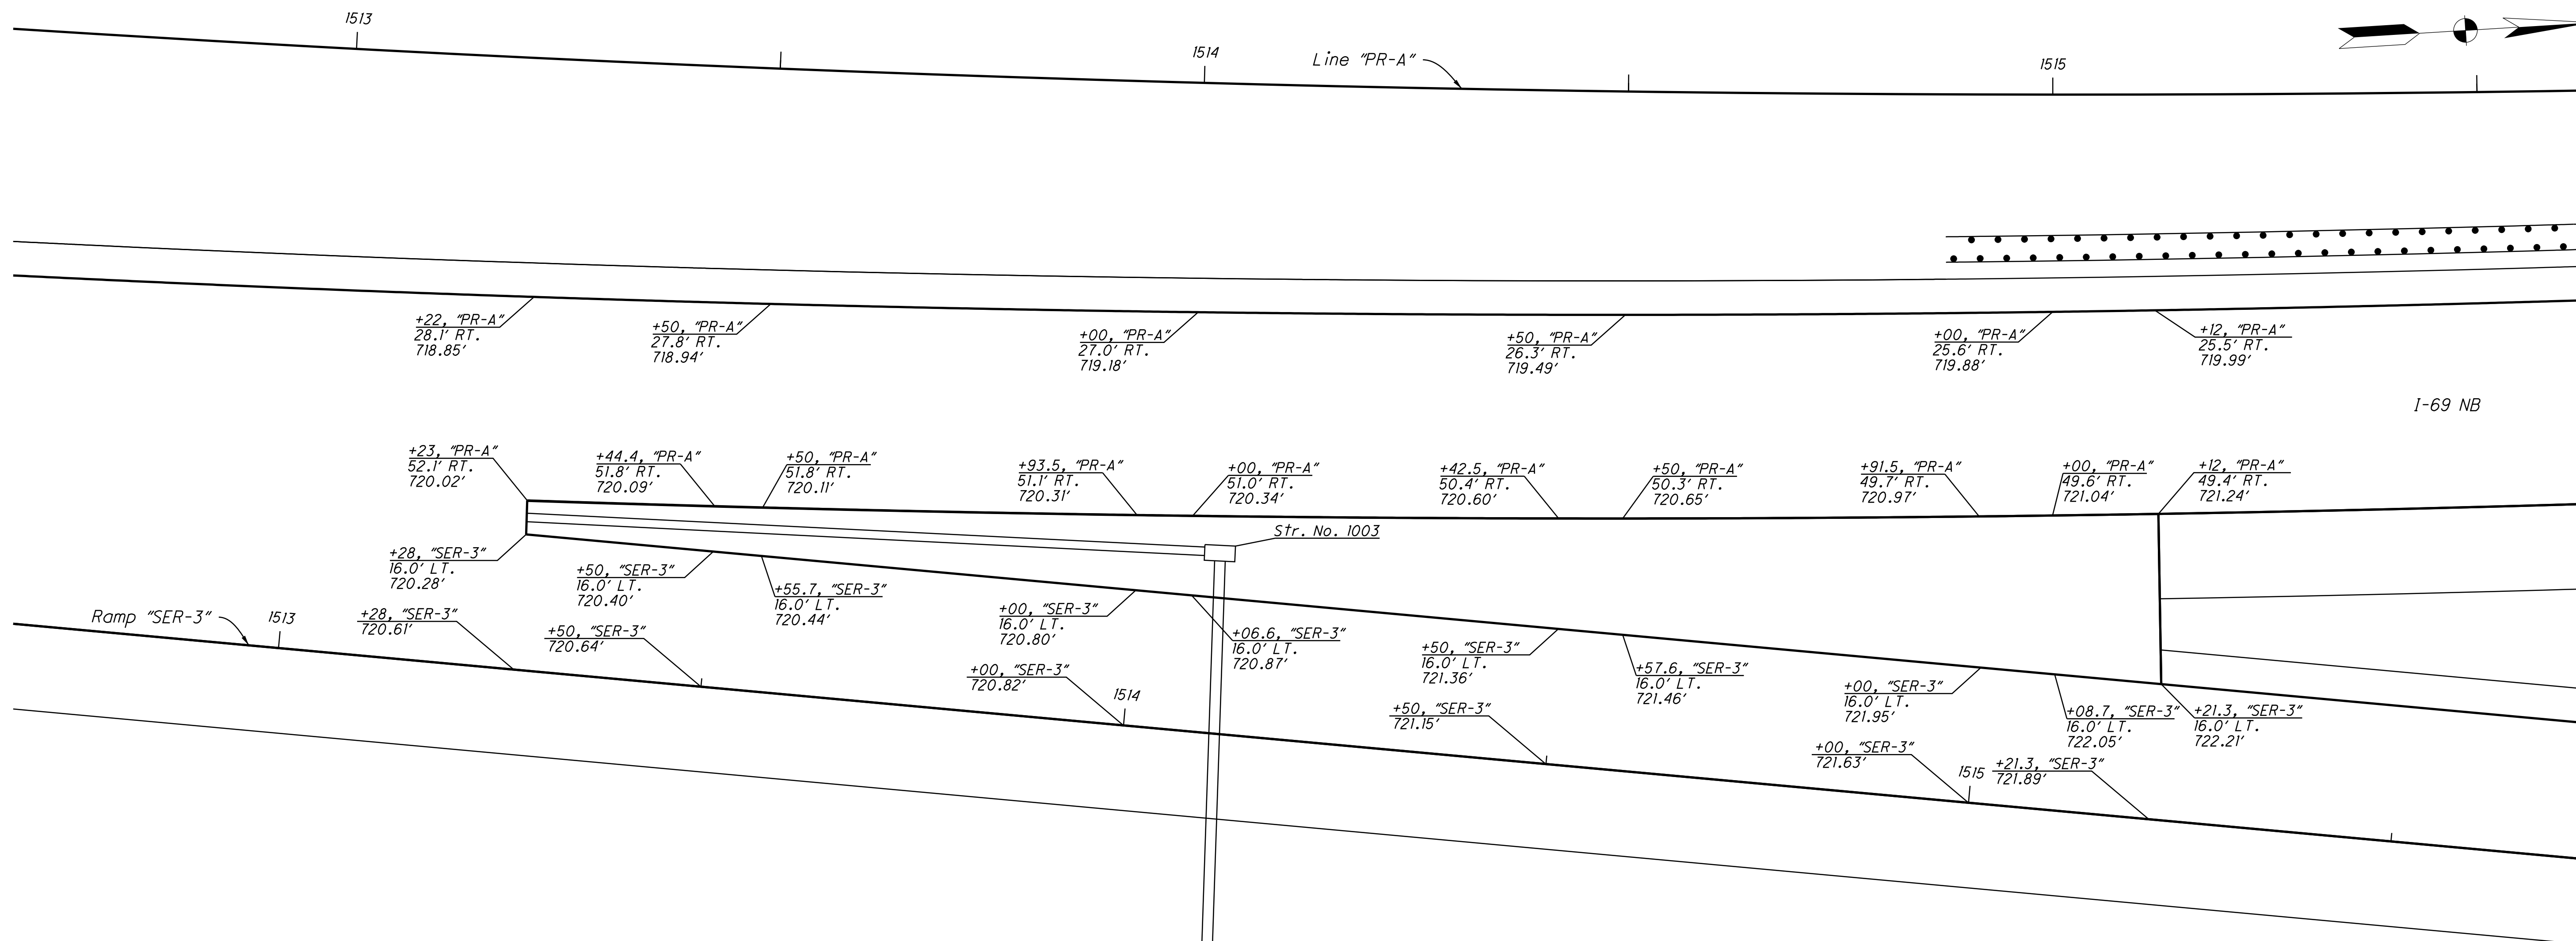 1513
1514
Line "PR-A"
1515
+22, "PR-A"
28.1' RT.
718.85'
+50, "PR-A"
27.8' RT.
718.94'
+00, "PR-A"
27.0' RT.
719.18'
+50, "PR-A"
26.3' RT.
719.49'
+00, "PR-A"
25.6' RT.
719.88'
+12, "PR-A"
25.5' RT.
719.99'
I-69 NB
+23, "PR-A"
52.1' RT.
720.02'
+44.4, "PR-A"
51.8' RT.
720.09'
+50, "PR-A"
51.8' RT.
720.11'
+93.5, "PR-A"
51.1' RT.
720.31'
+00, "PR-A"
51.0' RT.
720.34'
+42.5, "PR-A"
50.4' RT.
720.60'
+50, "PR-A"
50.3' RT.
720.65'
+91.5, "PR-A"
49.7' RT.
720.97'
+00, "PR-A"
49.6' RT.
721.04'
+12, "PR-A"
49.4' RT.
721.24'
Str. No. 1003
+28, "SER-3"
16.0' LT.
720.28'
+50, "SER-3"
16.0' LT.
720.40'
+55.7, "SER-3"
16.0' LT.
720.44'
+00, "SER-3"
16.0' LT.
720.80'
+06.6, "SER-3"
16.0' LT.
720.87'
+50, "SER-3"
16.0' LT.
721.36'
+57.6, "SER-3"
16.0' LT.
721.46'
+00, "SER-3"
16.0' LT.
721.95'
+08.7, "SER-3"
16.0' LT.
722.05'
+21.3, "SER-3"
16.0' LT.
722.21'
Ramp "SER-3"
1513
+28, "SER-3"
720.61'
+50, "SER-3"
720.64'
+00, "SER-3"
720.82'
1514
+50, "SER-3"
721.15'
+00, "SER-3"
721.63'
1515
+21.3, "SER-3"
721.89'